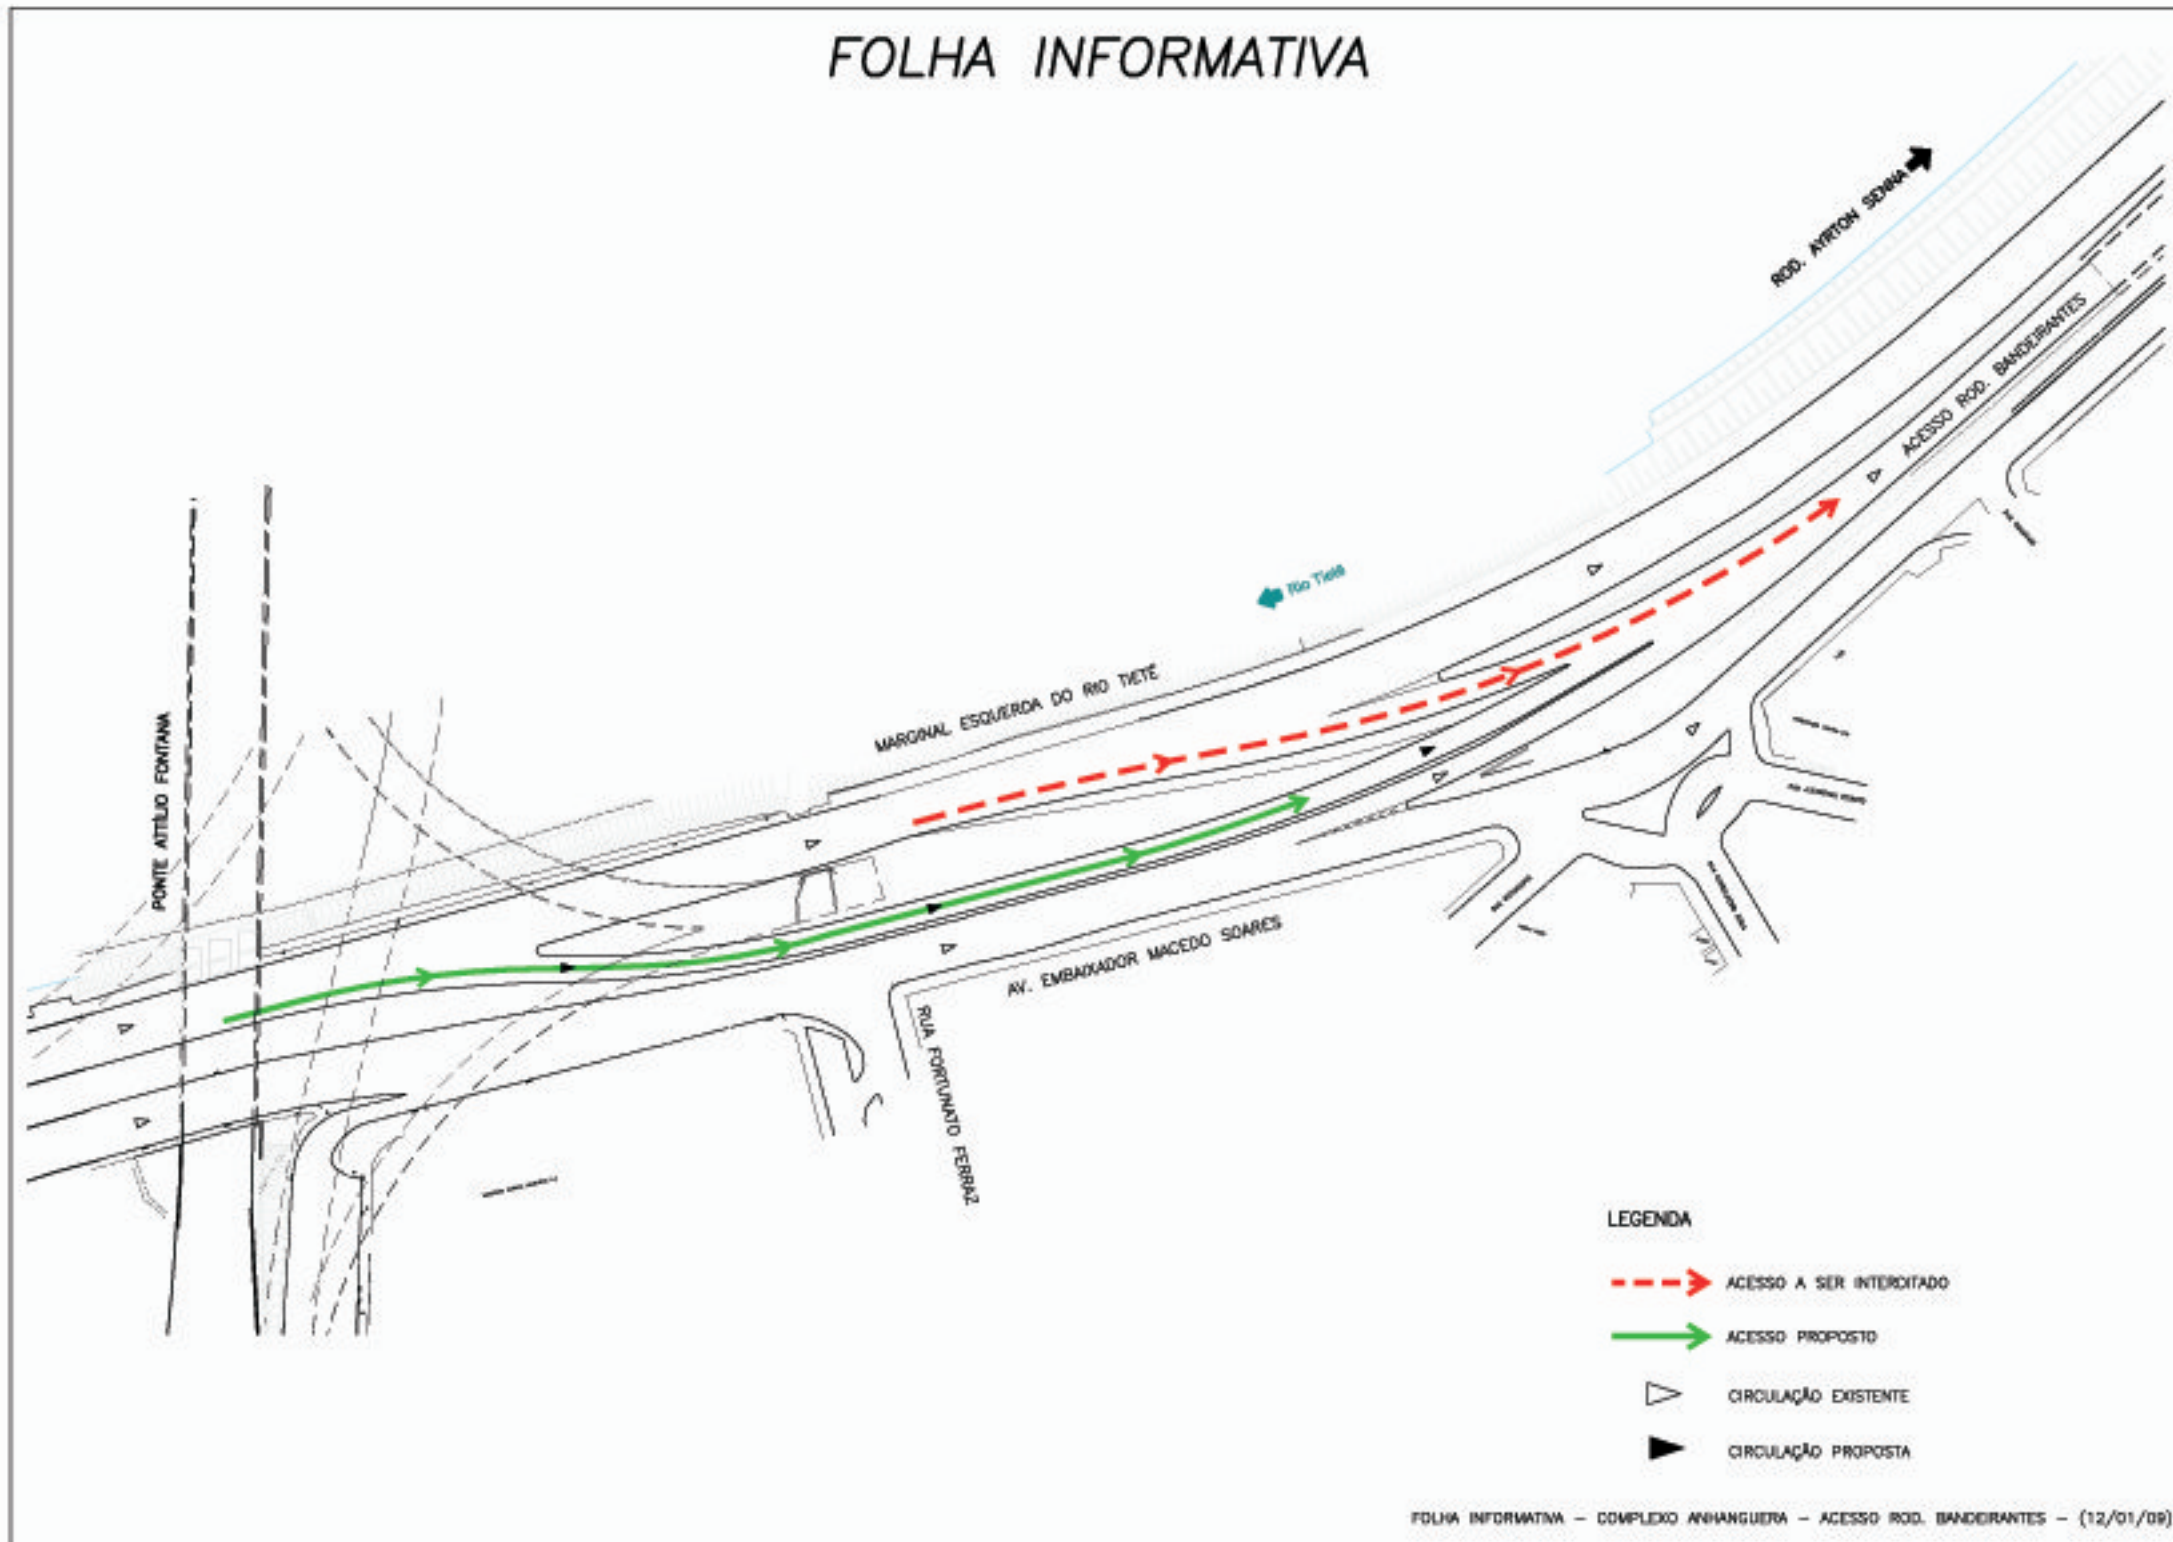 FOLHA INFORMATIVA
ROD. AYRTON SENNA
ACESSO ROD. BANDEIRANTES
Rio Tietê
MARGINAL ESQUERDA DO RIO TIETÊ
PONTE ATTÍLIO FONTANA
AV. EMBAIXADOR MACEDO SOARES
RUA FORTUNATO FERRAZ
LEGENDA
ACESSO A SER INTERDITADO
ACESSO PROPOSTO
CIRCULAÇÃO EXISTENTE
CIRCULAÇÃO PROPOSTA
FOLHA INFORMATIVA – COMPLEXO ANHANGUERA – ACESSO ROD. BANDEIRANTES – (12/01/09)